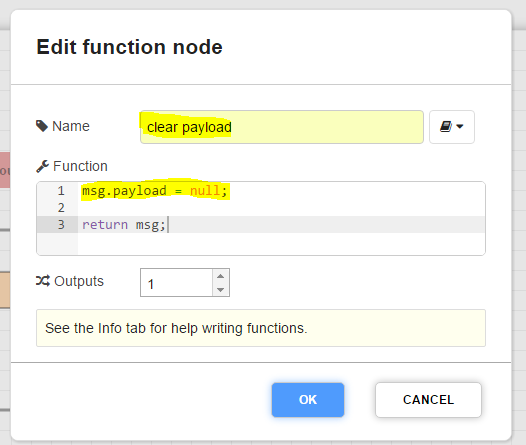 Edit function node
Name
clear payload
Function
1 msg.payload = null;
2
3 return msg;
Outputs
1
See the Info tab for help writing functions.
OK
CANCEL